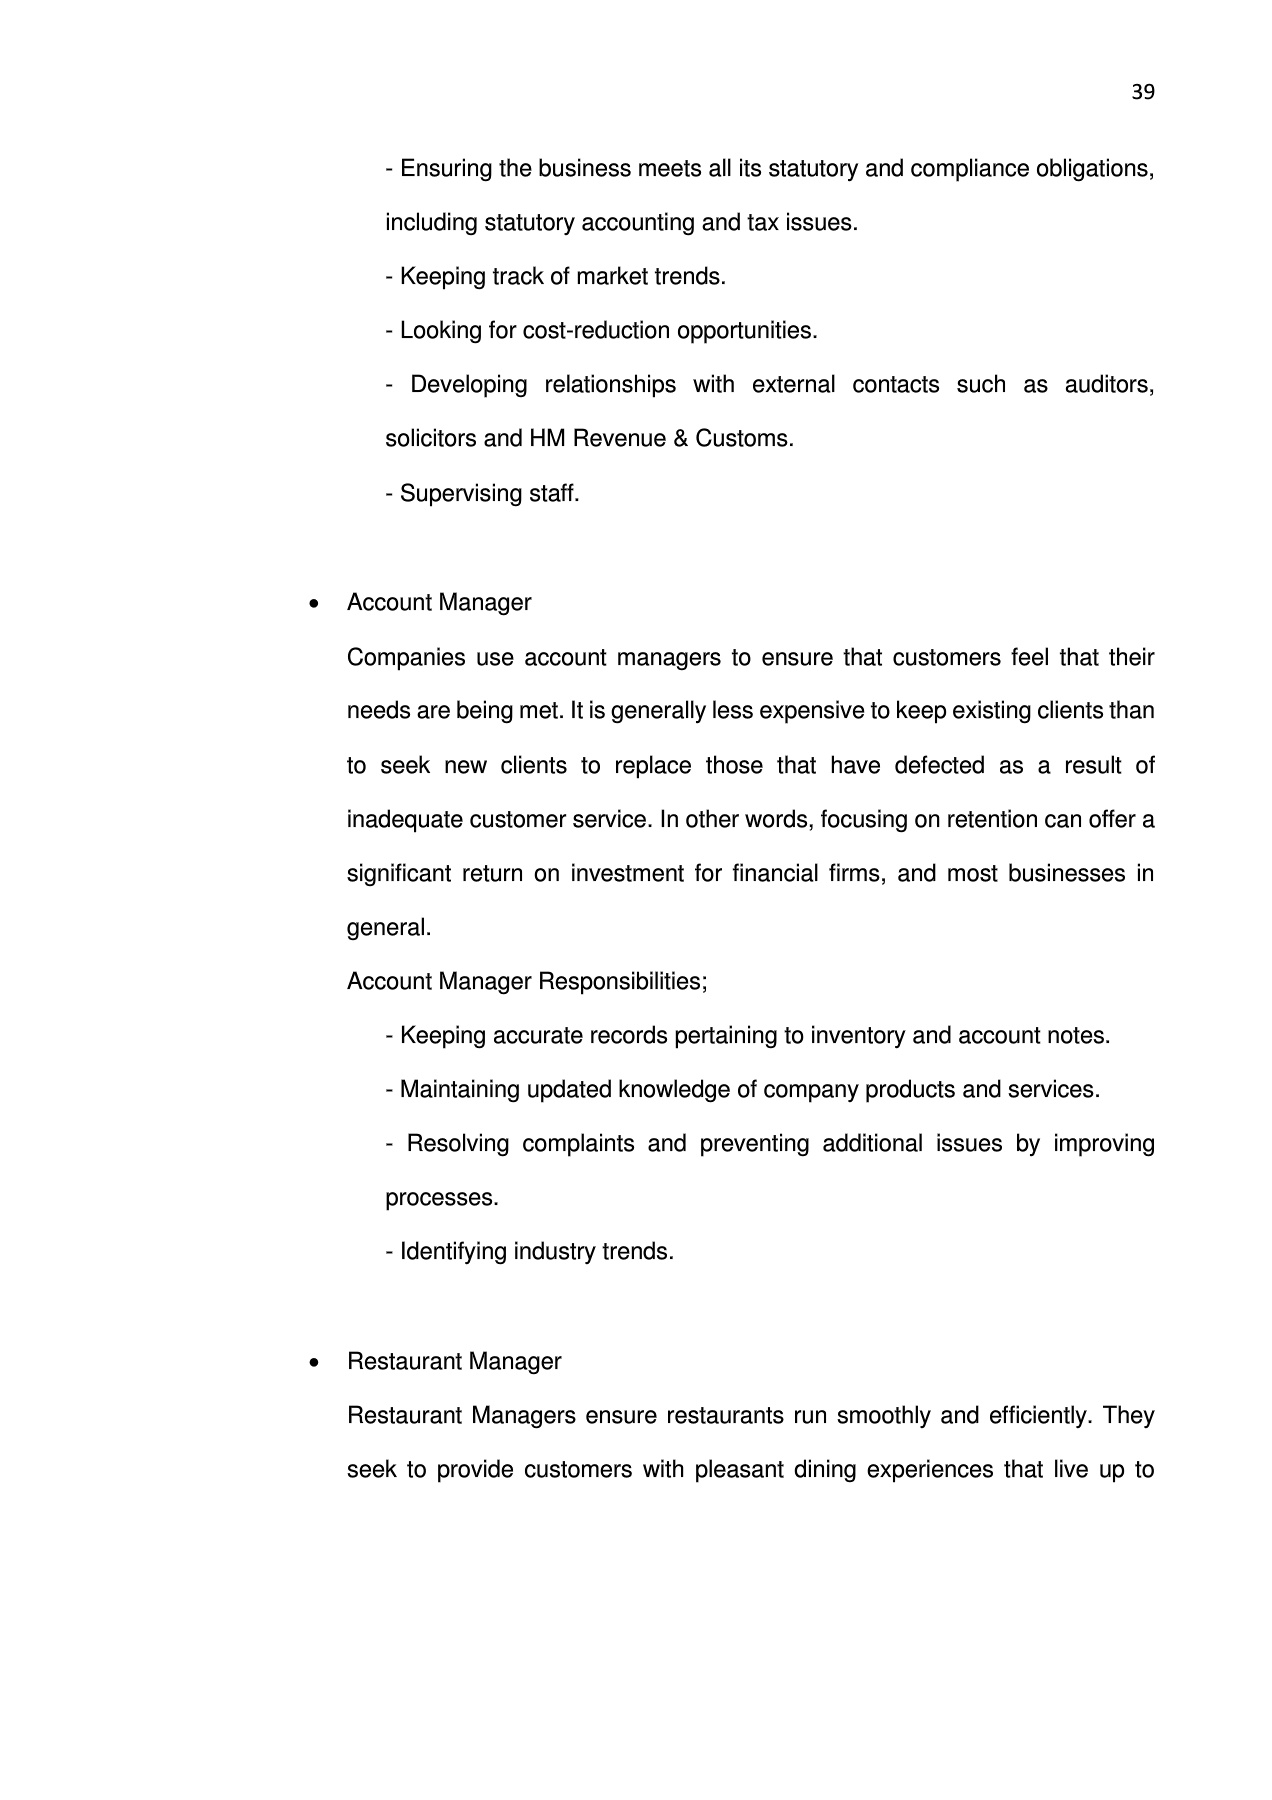 39
- Ensuring the business meets all its statutory and compliance obligations,
including statutory accounting and tax issues.
- Keeping track of market trends.
- Looking for cost-reduction opportunities.
- Developing relationships with external contacts such as auditors,
solicitors and HM Revenue & Customs.
- Supervising staff.
• Account Manager
Companies use account managers to ensure that customers feel that their
needs are being met. It is generally less expensive to keep existing clients than
to seek new clients to replace those that have defected as a result of
inadequate customer service. In other words, focusing on retention can offer a
significant return on investment for financial firms, and most businesses in
general.
Account Manager Responsibilities;
- Keeping accurate records pertaining to inventory and account notes.
- Maintaining updated knowledge of company products and services.
- Resolving complaints and preventing additional issues by improving
processes.
- Identifying industry trends.
• Restaurant Manager
Restaurant Managers ensure restaurants run smoothly and efficiently. They
seek to provide customers with pleasant dining experiences that live up to